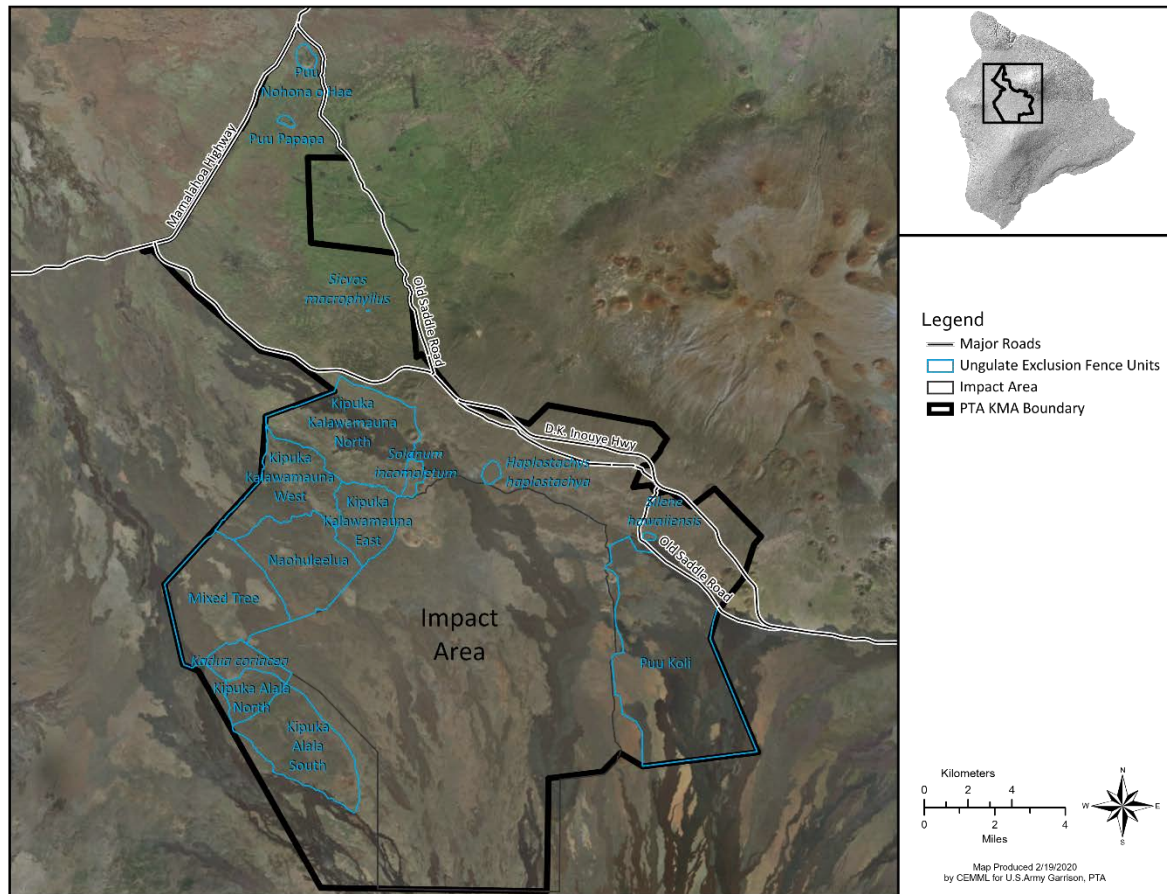 Puu
Nohona o Hae
Puu Papapa
Mamalahoa Highway
Sicyos
macrophyllus
Old Saddle Road
Kipuka
Kalawamauna
North
Solanum
incompletum
Haplostachys
haplostachya
D.K. Inouye Hwy
Kipuka
Kalawamauna
West
Kipuka
Kalawamauna
East
Silene
hawaiiensis
Old Saddle Road
Naohuleelua
Mixed Tree
Impact
Area
Puu Koli
Kadua coriacea
Kipuka Alala
North
Kipuka
Alala
South
Legend
Major Roads
Ungulate Exclusion Fence Units
Impact Area
PTA KMA Boundary
Kilometers
0 2 4
0 2 4
Miles
N
W E
S
Map Produced 2/19/2020
by CEMML for U.S.Army Garrison, PTA